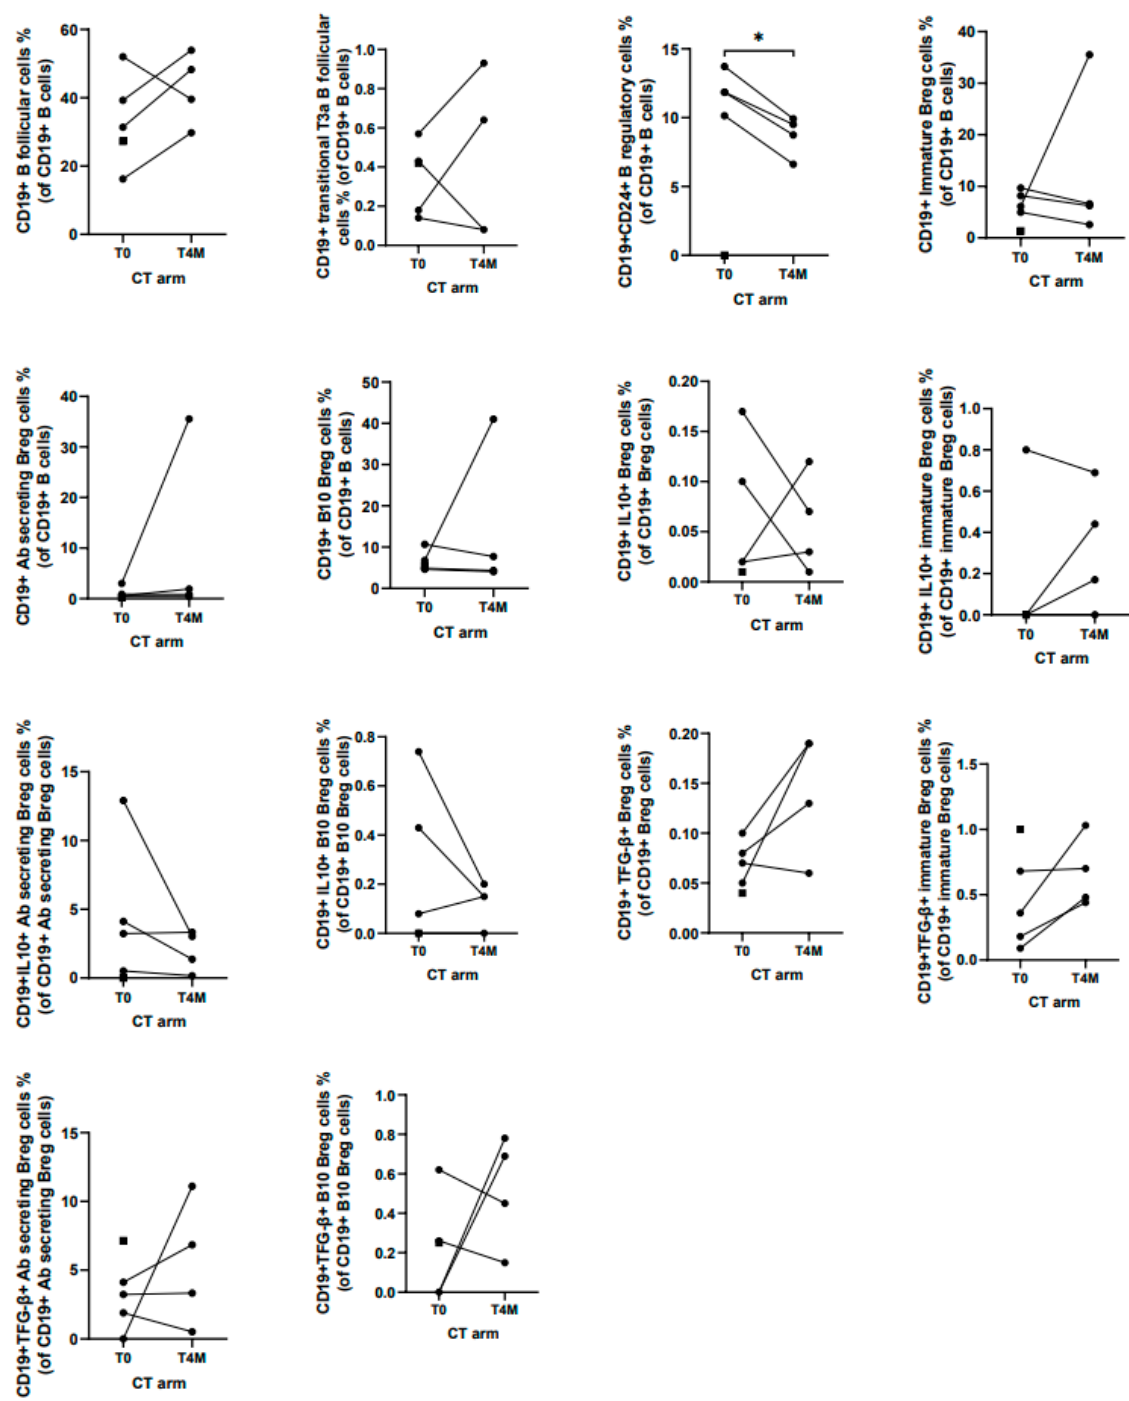 CD19+ B follicular cells %
(of CD19+ B cells)
60
40
20
0
T0
T4M
CT arm
CD19+ transitional T3a B follicular
cells % (of CD19+ B cells)
1.0
0.8
0.6
0.4
0.2
0.0
T0
T4M
CT arm
CD19+CD24+ B regulatory cells %
(of CD19+ B cells)
15
10
5
0
*
T0
T4M
CT arm
CD19+ Immature Breg cells %
(of CD19+ B cells)
40
30
20
10
0
T0
T4M
CT arm
CD19+ Ab secreting Breg cells %
(of CD19+ B cells)
40
30
20
10
0
T0
T4M
CT arm
CD19+ B10 Breg cells %
(of CD19+ B cells)
50
40
30
20
10
0
T0
T4M
CT arm
CD19+ IL10+ Breg cells %
(of CD19+ Breg cells)
0.20
0.15
0.10
0.05
0.00
T0
T4M
CT arm
CD19+ IL10+ immature Breg cells %
(of CD19+ immature Breg cells)
1.0
0.8
0.6
0.4
0.2
0.0
T0
T4M
CT arm
CD19+IL10+ Ab secreting Breg cells %
(of CD19+ Ab secreting Breg cells)
15
10
5
0
T0
T4M
CT arm
CD19+ IL10+ B10 Breg cells %
(of CD19+ B10 Breg cells)
0.8
0.6
0.4
0.2
0.0
T0
T4M
CT arm
CD19+ TFG-β+ Breg cells %
(of CD19+ Breg cells)
0.20
0.15
0.10
0.05
0.00
T0
T4M
CT arm
CD19+TFG-β+ immature Breg cells %
(of CD19+ immature Breg cells)
1.5
1.0
0.5
0.0
T0
T4M
CT arm
CD19+TFG-β+ Ab secreting Breg cells %
(of CD19+ Ab secreting Breg cells)
15
10
5
0
T0
T4M
CT arm
CD19+TFG-β+ B10 Breg cells %
(of CD19+ B10 Breg cells)
1.0
0.8
0.6
0.4
0.2
0.0
T0
T4M
CT arm